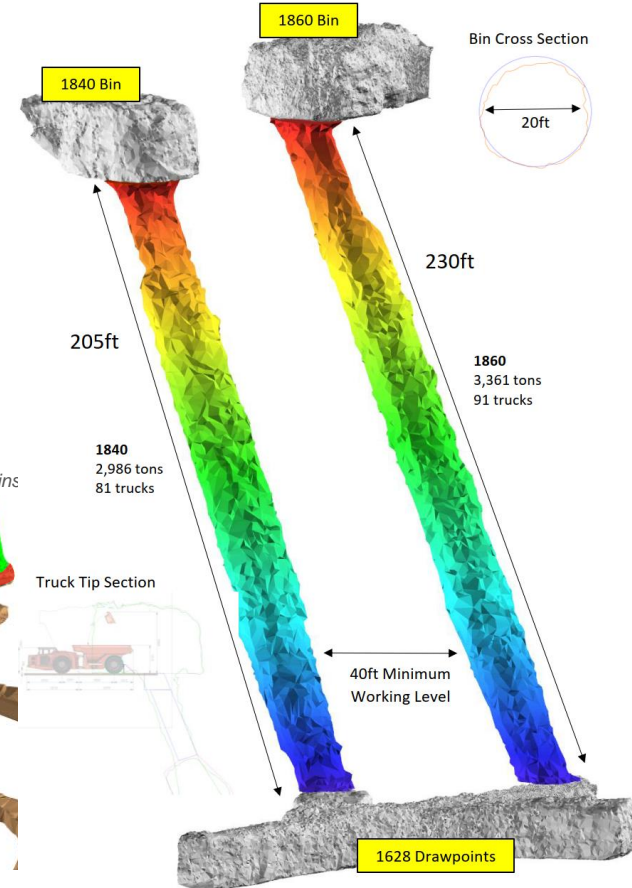 1860 Bin
Bin Cross Section
1840 Bin
20ft
230ft
205ft
1860
3,361 tons
91 trucks
1840
2,986 tons
81 trucks
ins
Truck Tip Section
40ft Minimum
Working Level
1628 Drawpoints